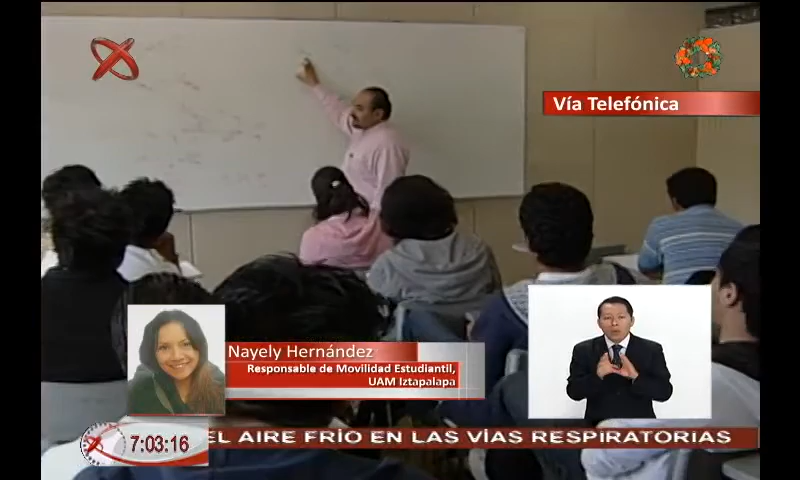 Vía Telefónica
Nayely Hernández
Responsable de Movilidad Estudiantil,
UAM Iztapalapa
7:03:16
EL AIRE FRÍO EN LAS VÍAS RESPIRATORIAS